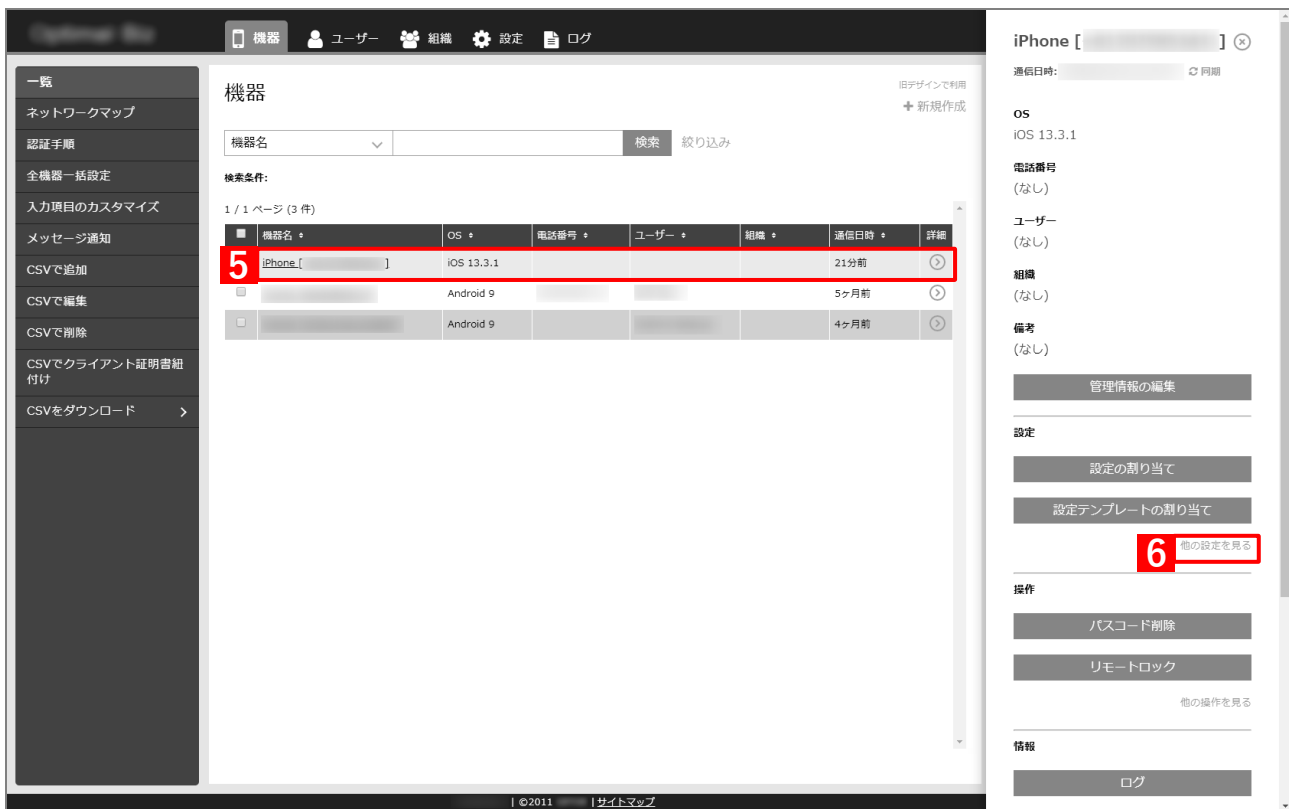 機器
ユーザー
組織
設定
ログ
一覧
ネットワークマップ
認証手順
全機器一括設定
入力項目のカスタマイズ
メッセージ通知
CSVで追加
CSVで編集
CSVで削除
CSVでクライアント証明書紐
付け
CSVをダウンロード
機器
旧デザインで利用
新規作成
機器名
検索
絞り込み
検索条件:
1 / 1 ページ (3 件)
機器名 OS 電話番号 ユーザー 組織 通信日時 詳細
5 iPhone [ ] iOS 13.3.1 21分前
Android 9 5ヶ月前
Android 9 4ヶ月前
iPhone [ ]
通信日時: 同期
OS
iOS 13.3.1
電話番号
(なし)
ユーザー
(なし)
組織
(なし)
備考
(なし)
管理情報の編集
設定
設定の割り当て
設定テンプレートの割り当て
6 他の設定を見る
操作
パスコード削除
リモートロック
他の操作を見る
情報
ログ
| ©2011 | サイトマップ